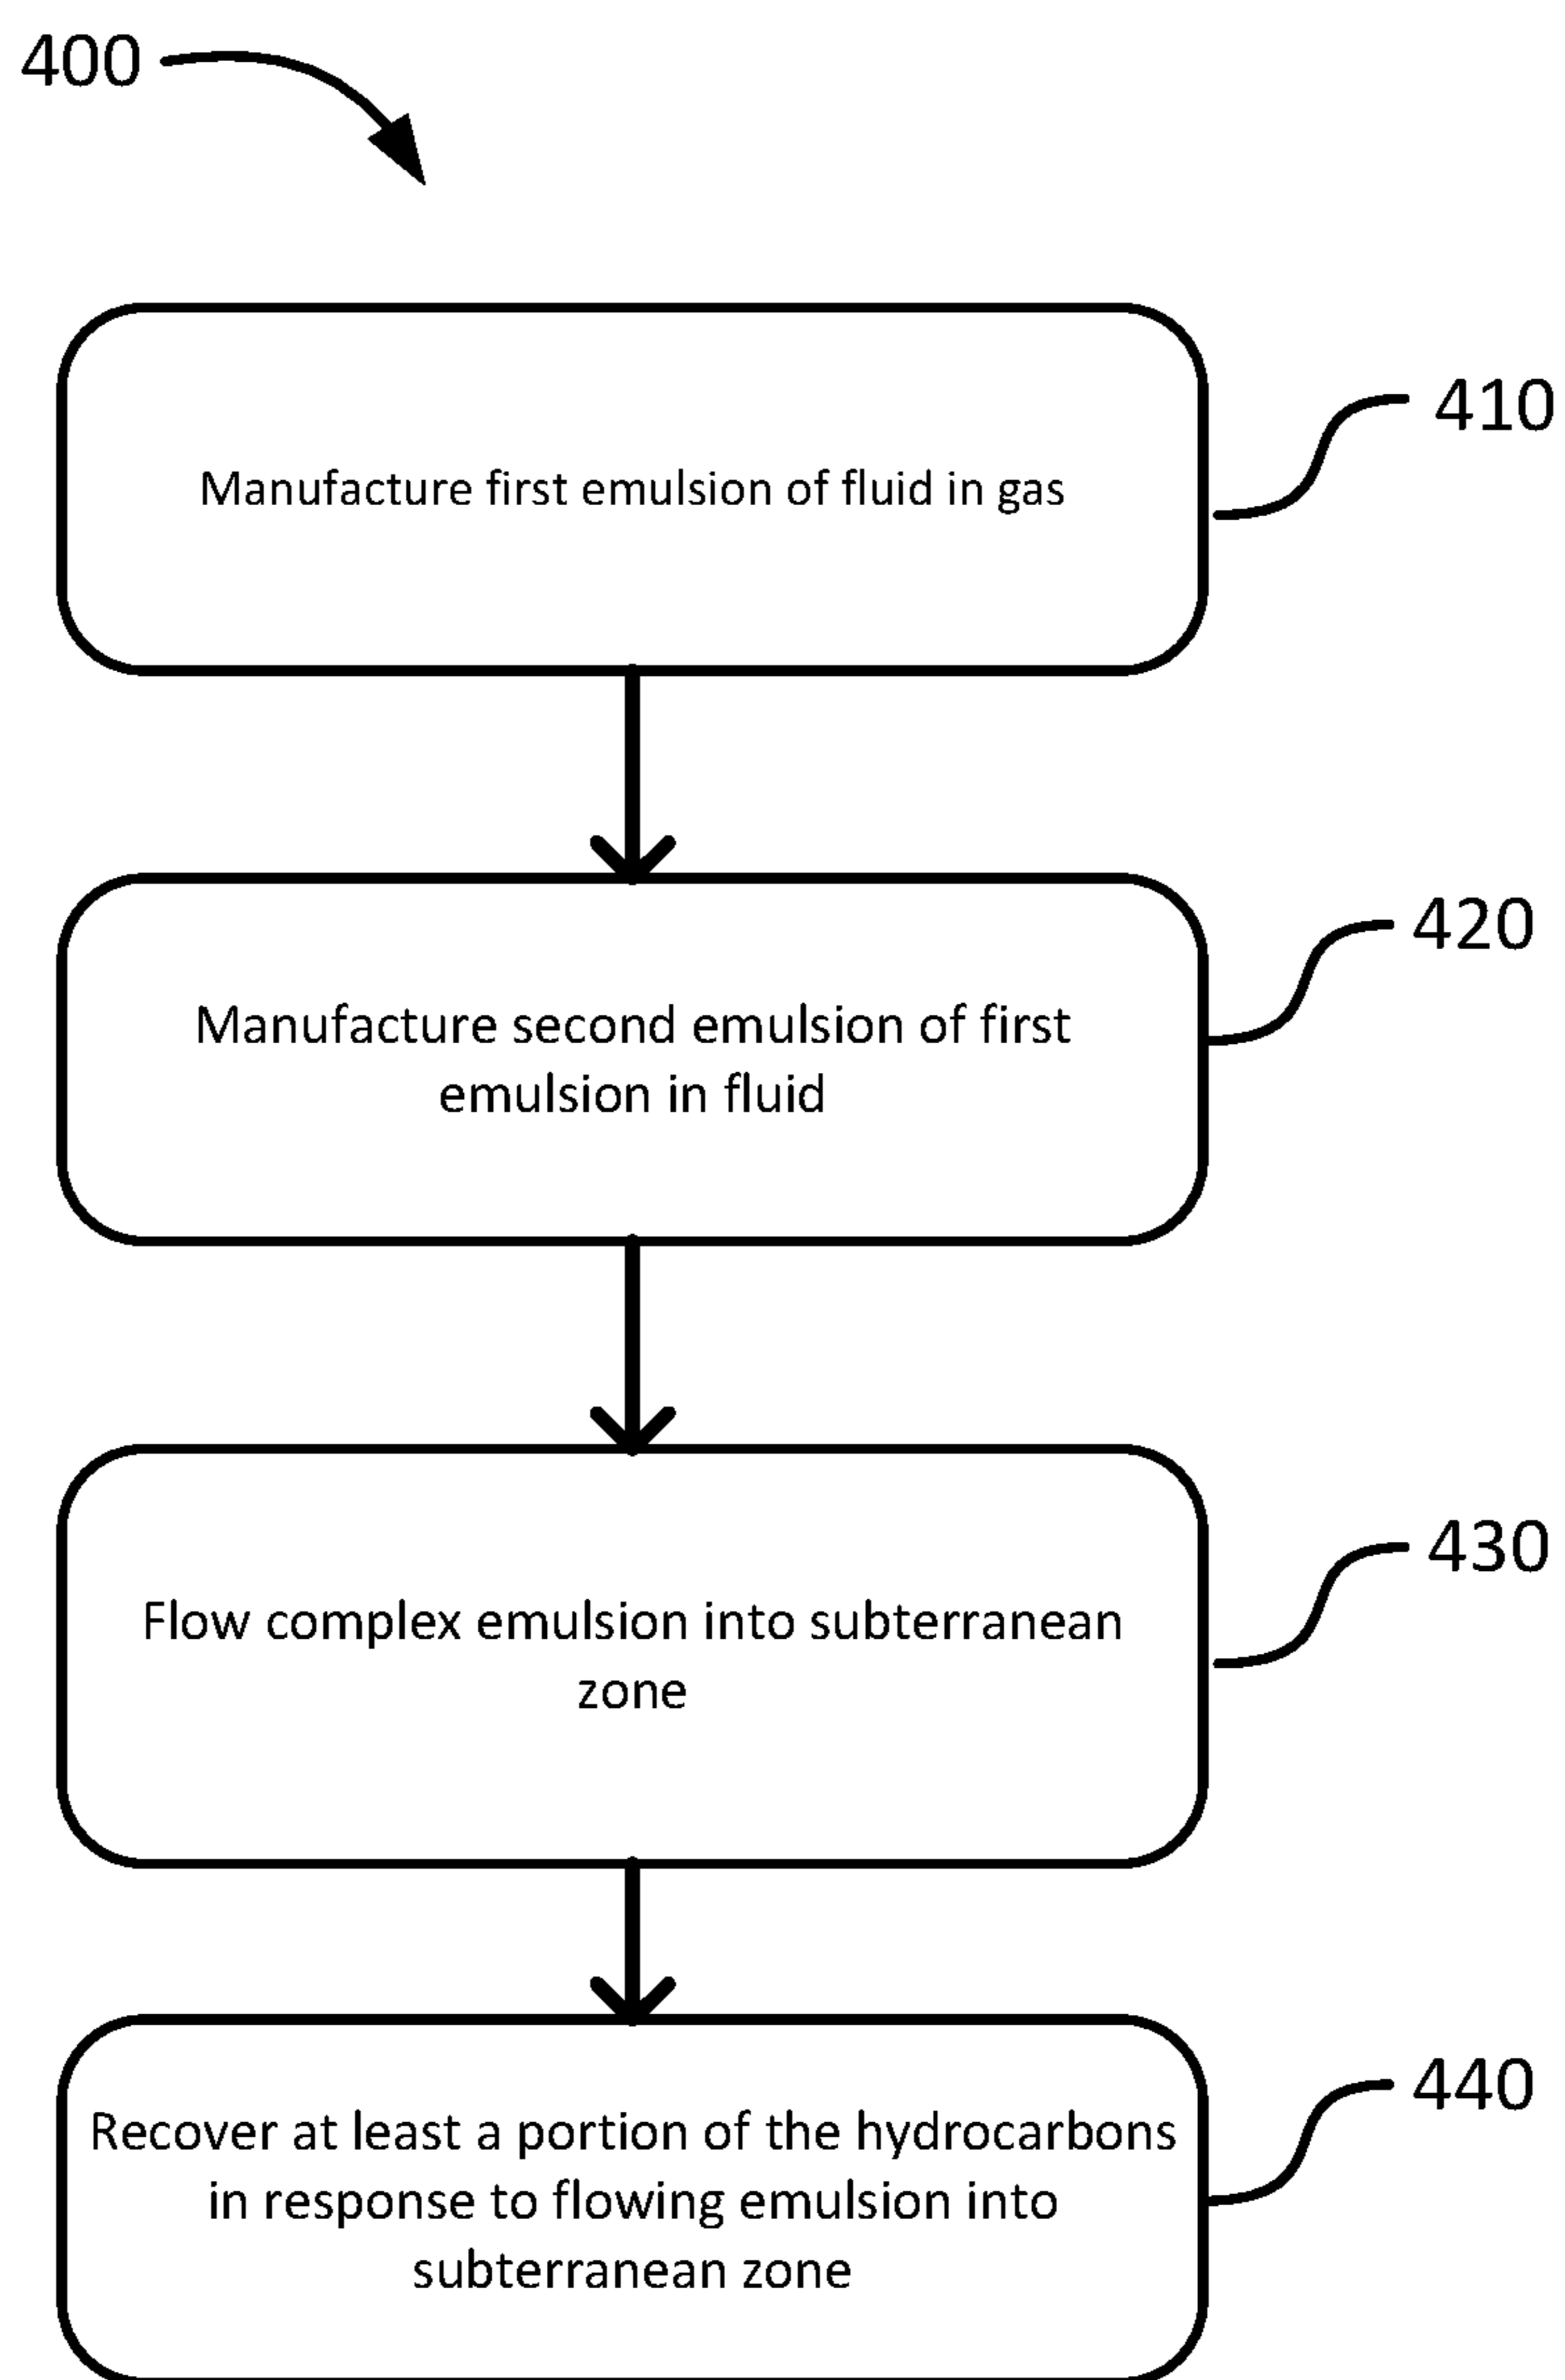 400
Manufacture first emulsion of fluid in gas
410
Manufacture second emulsion of first
emulsion in fluid
420
Flow complex emulsion into subterranean
zone
430
Recover at least a portion of the hydrocarbons
in response to flowing emulsion into
subterranean zone
440